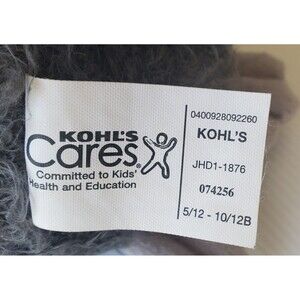 KOHL'S
Cares
Committed to Kids'
Health and Education
0400928092260
KOHL'S
JHD1-1876
074256
5/12 - 10/12B